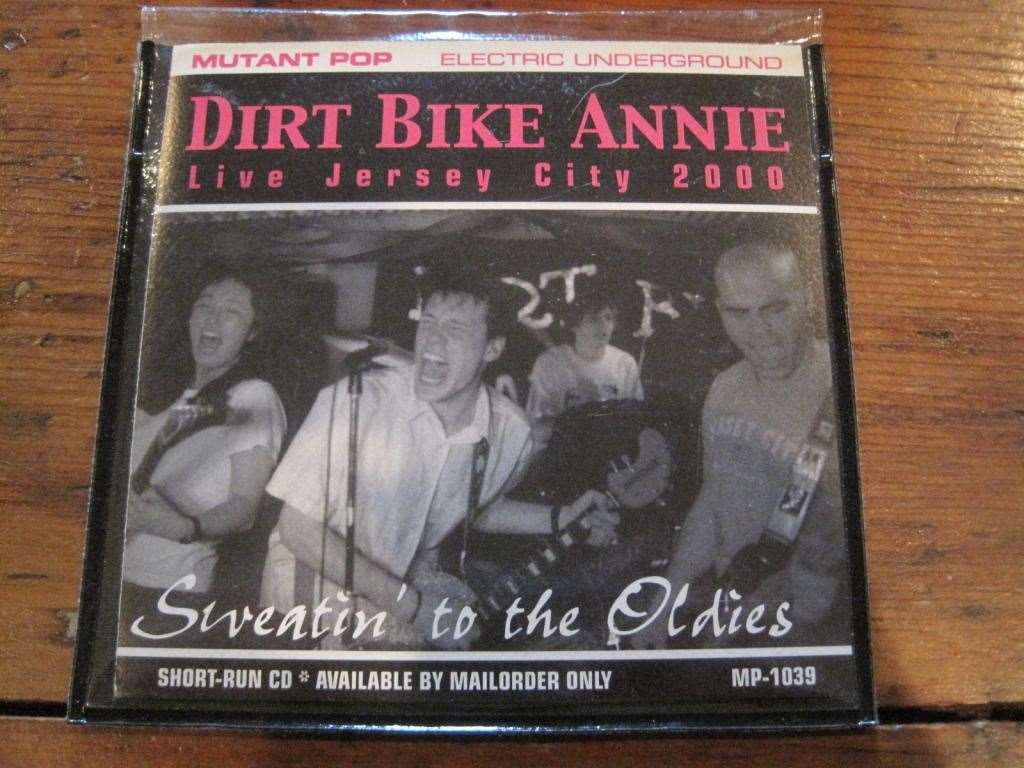 MUTANT POP ELECTRIC UNDERGROUND
DIRT BIKE ANNIE
Live Jersey City 2000
Sweatin' to the Oldies
SHORT-RUN CD * AVAILABLE BY MAILORDER ONLY MP-1039